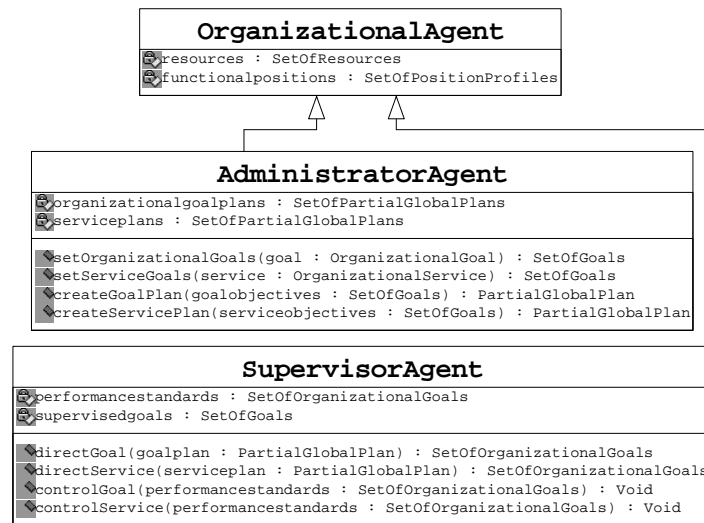 OrganizationalAgent
resources : SetOfResources
functionalpositions : SetOfPositionProfiles
AdministratorAgent
organizationalgoalplans : SetOfPartialGlobalPlans
serviceplans : SetOfPartialGlobalPlans
setOrganizationalGoals(goal : OrganizationalGoal) : SetOfGoals
setServiceGoals(service : OrganizationalService) : SetOfGoals
createGoalPlan(goalobjectives : SetOfGoals) : PartialGlobalPlan
createServicePlan(serviceobjectives : SetOfGoals) : PartialGlobalPlan
SupervisorAgent
performancestandards : SetOfOrganizationalGoals
supervisedgoals : SetOfGoals
directGoal(goalplan : PartialGlobalPlan) : SetOfOrganizationalGoals
directService(serviceplan : PartialGlobalPlan) : SetOfOrganizationalGoals
controlGoal(performancestandards : SetOfOrganizationalGoals) : Void
controlService(performancestandards : SetOfOrganizationalGoals) : Void